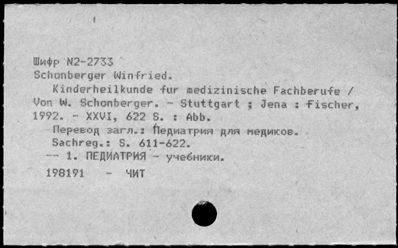 Шифр N2-2733
Schonberger Winfried.
Kinderheilkunde fur medizinische Fachberufe /
Von W. Schonberger. - Stuttgart ; Jena : Fischer,
1992. - XXVI, 622 S. : Abb.
Перевод загл.: Педиатрия для медиков.
Sachreg.: S. 611-622.
-- 1. ПЕДИАТРИЯ - учебники.
198191 - ЧИТ